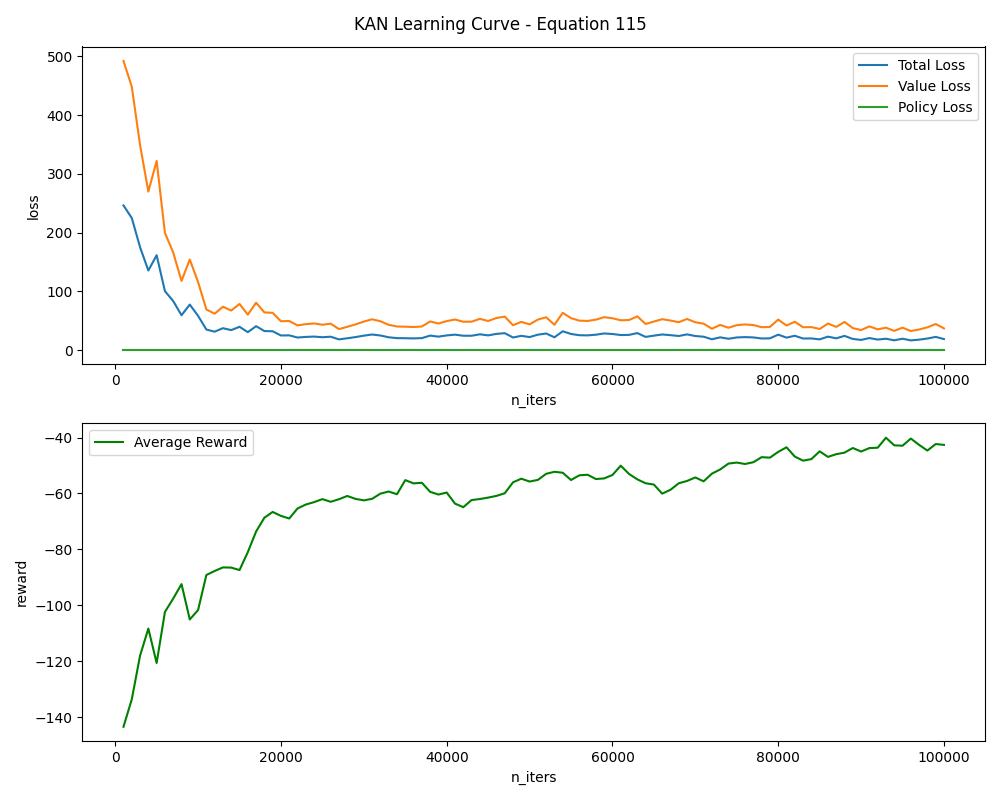 KAN Learning Curve - Equation 115
500
400
300
200
100
0
loss
Total Loss
Value Loss
Policy Loss
0 20000 40000 60000 80000 100000
n_iters
−40
−60
−80
−100
−120
−140
reward
Average Reward
0 20000 40000 60000 80000 100000
n_iters